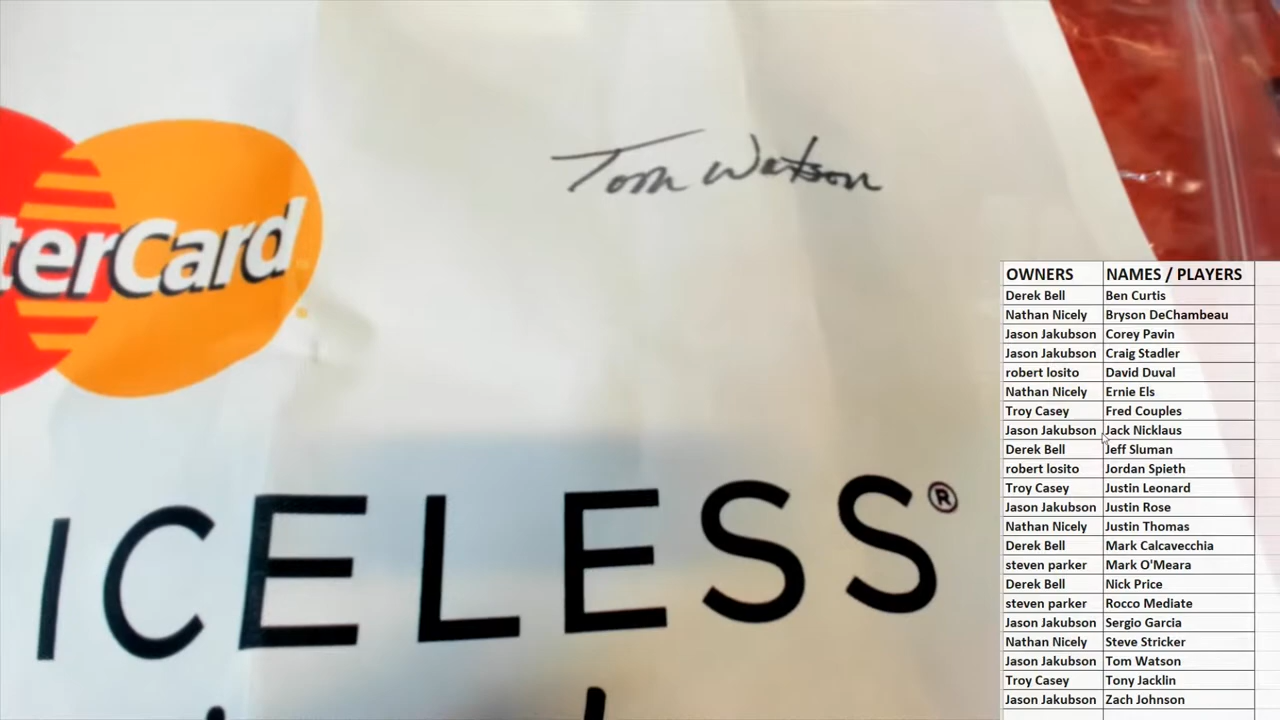 Tom Watson
terCard
ICELESS®
OWNERS NAMES / PLAYERS
Derek Bell Ben Curtis
Nathan Nicely Bryson DeChambeau
Jason Jakubson Corey Pavin
Jason Jakubson Craig Stadler
robert losito David Duval
Nathan Nicely Ernie Els
Troy Casey Fred Couples
Jason Jakubson Jack Nicklaus
Derek Bell Jeff Sluman
robert losito Jordan Spieth
Troy Casey Justin Leonard
Jason Jakubson Justin Rose
Nathan Nicely Justin Thomas
Derek Bell Mark Calcavecchia
steven parker Mark O'Meara
Derek Bell Nick Price
steven parker Rocco Mediate
Jason Jakubson Sergio Garcia
Nathan Nicely Steve Stricker
Jason Jakubson Tom Watson
Troy Casey Tony Jacklin
Jason Jakubson Zach Johnson